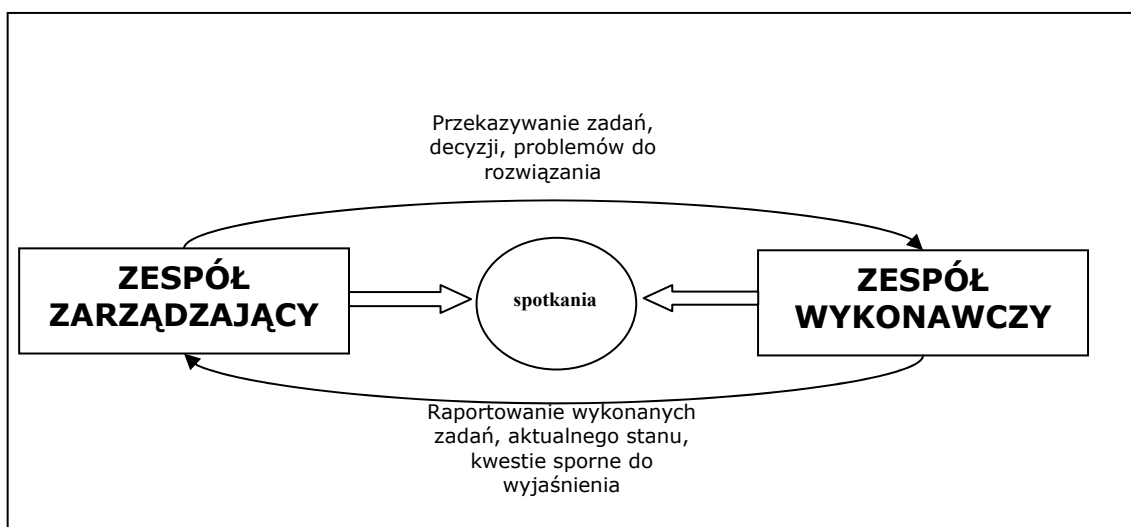 Przekazywanie zadań,
decyzji, problemów do
rozwiązania
ZESPÓŁ
ZARZĄDZAJĄCY
spotkania
ZESPÓŁ
WYKONAWCZY
Raportowanie wykonanych
zadań, aktualnego stanu,
kwestie sporne do
wyjaśnienia